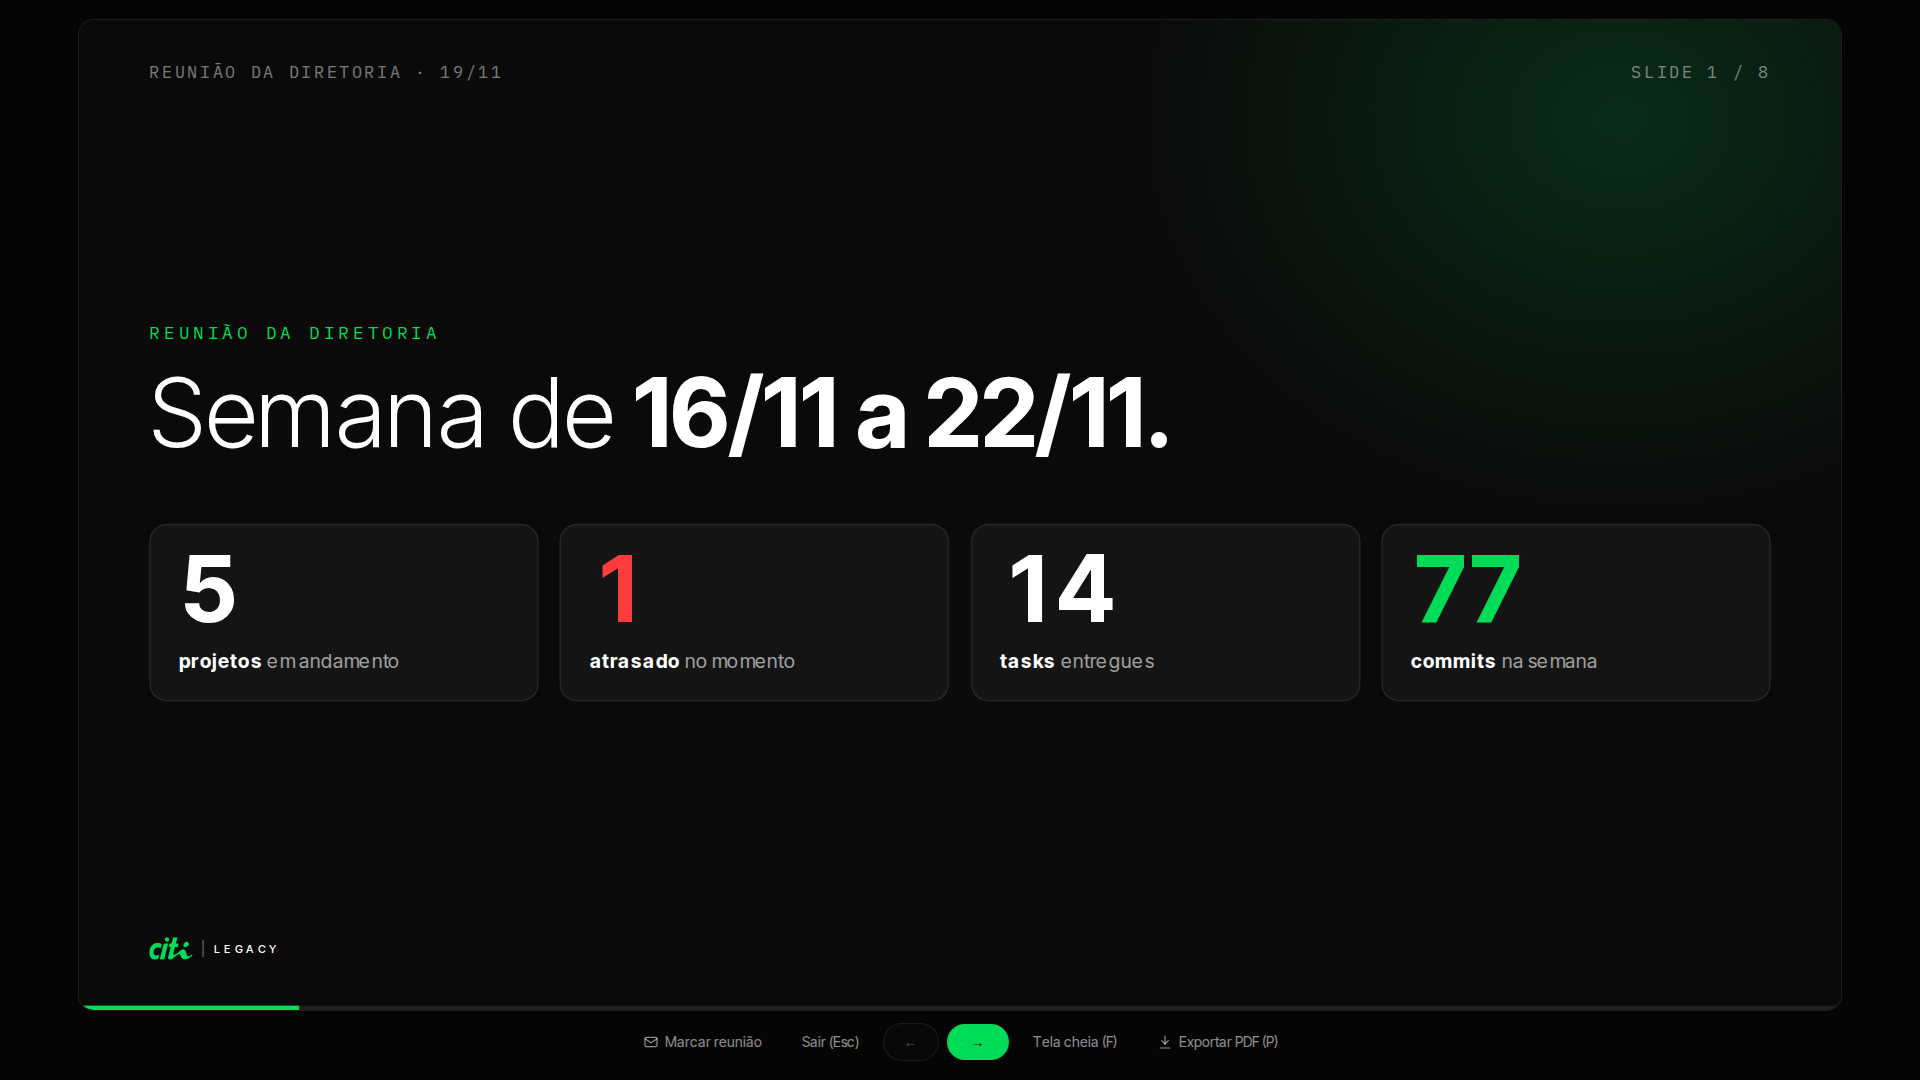 REUNIÃO DA DIRETORIA · 19/11
SLIDE 1 / 8
REUNIÃO DA DIRETORIA
Semana de 16/11 a 22/11.
5
projetos em andamento
1
atrasado no momento
14
tasks entregues
77
commits na semana
citi | LEGACY
Marcar reunião
Sair (Esc)
←
→
Tela cheia (F)
Exportar PDF (P)